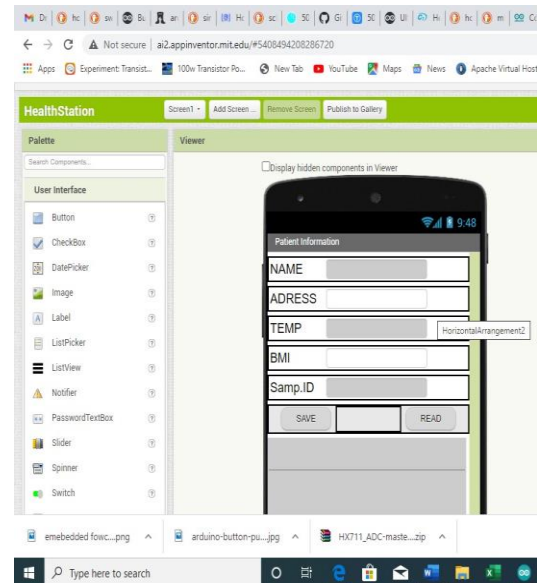 Not secure | ai2.appinventor.mit.edu/#5408494208286720
Apps Experiment: Transist... 100w Transistor Po... New Tab YouTube Maps News Apache Virtual Host
HealthStation Screen1 Add Screen ... Remove Screen Publish to Gallery
Palette Viewer
Search Components...
Display hidden components in Viewer
User Interface
Button
CheckBox
DatePicker
Image
Label
ListPicker
ListView
Notifier
PasswordTextBox
Slider
Spinner
Switch
9:48
Patient Information
NAME
ADRESS
TEMP
HorizontalArrangement2
BMI
Samp.ID
SAVE READ
emebedded fowc....png arduino-button-pu....jpg HX711_ADC-maste....zip
Type here to search